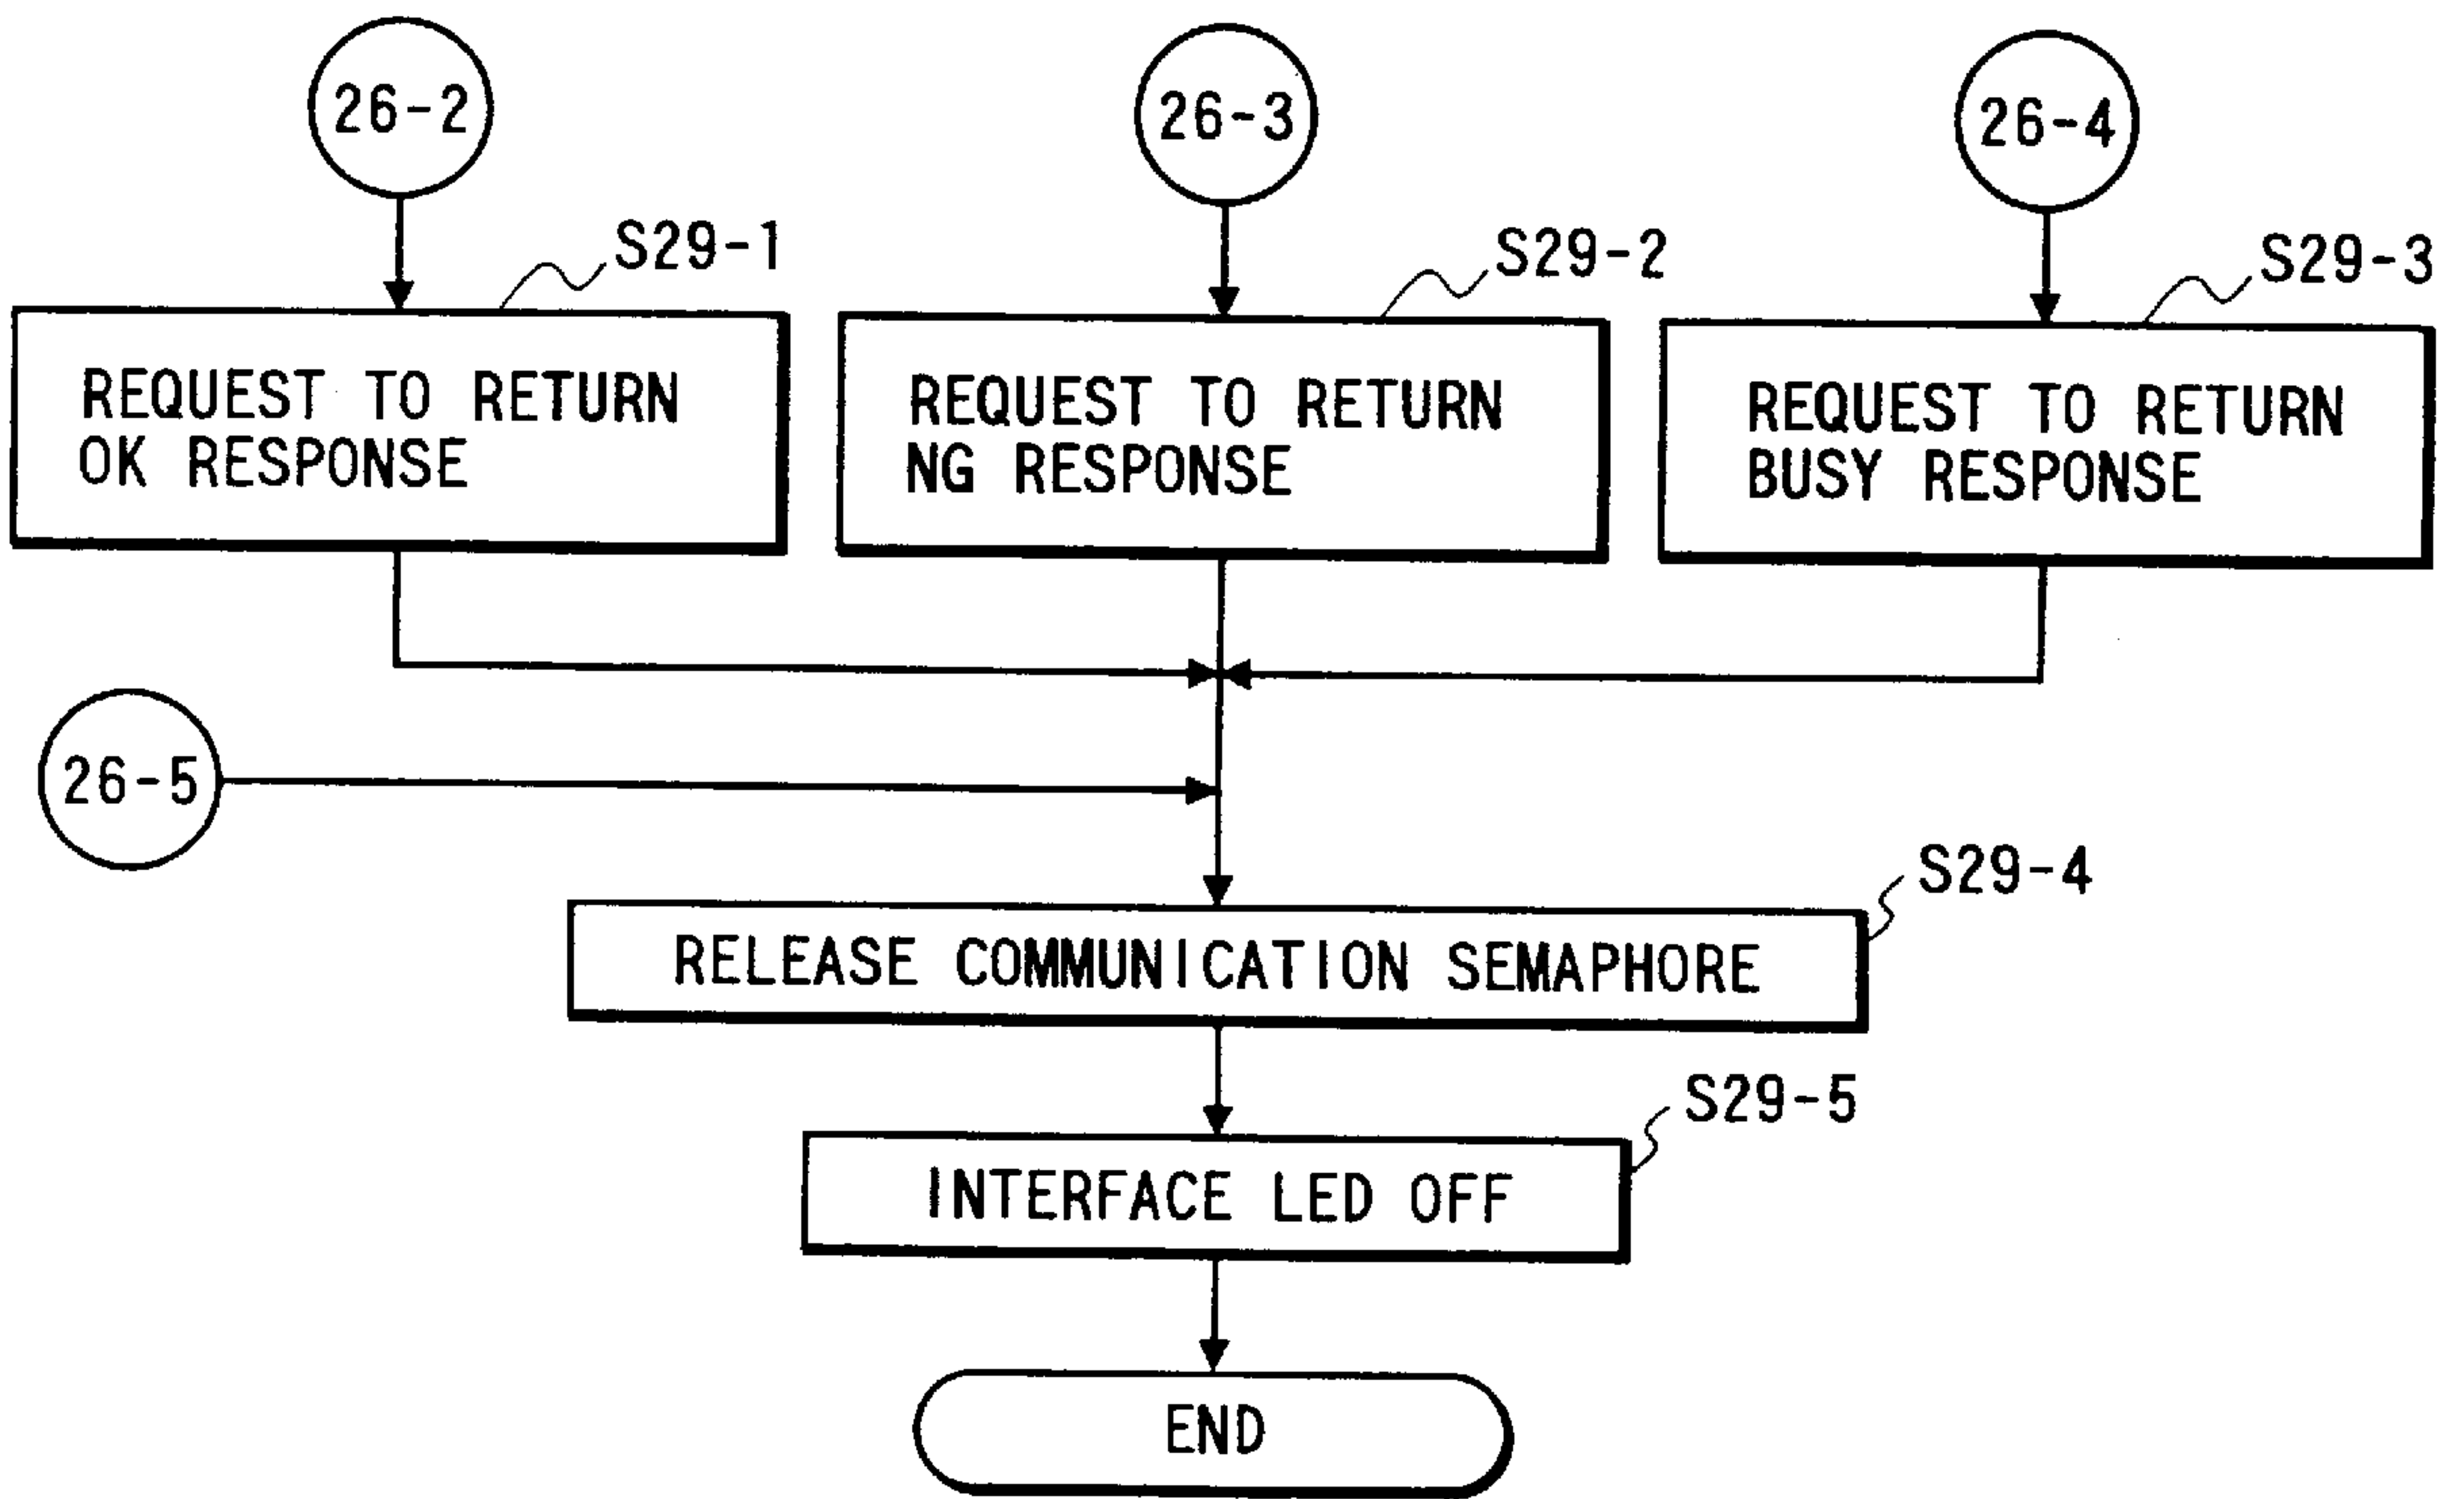 26-2
26-3
26-4
S29-1
S29-2
S29-3
REQUEST TO RETURN
OK RESPONSE
REQUEST TO RETURN
NG RESPONSE
REQUEST TO RETURN
BUSY RESPONSE
26-5
S29-4
RELEASE COMMUNICATION SEMAPHORE
S29-5
INTERFACE LED OFF
END